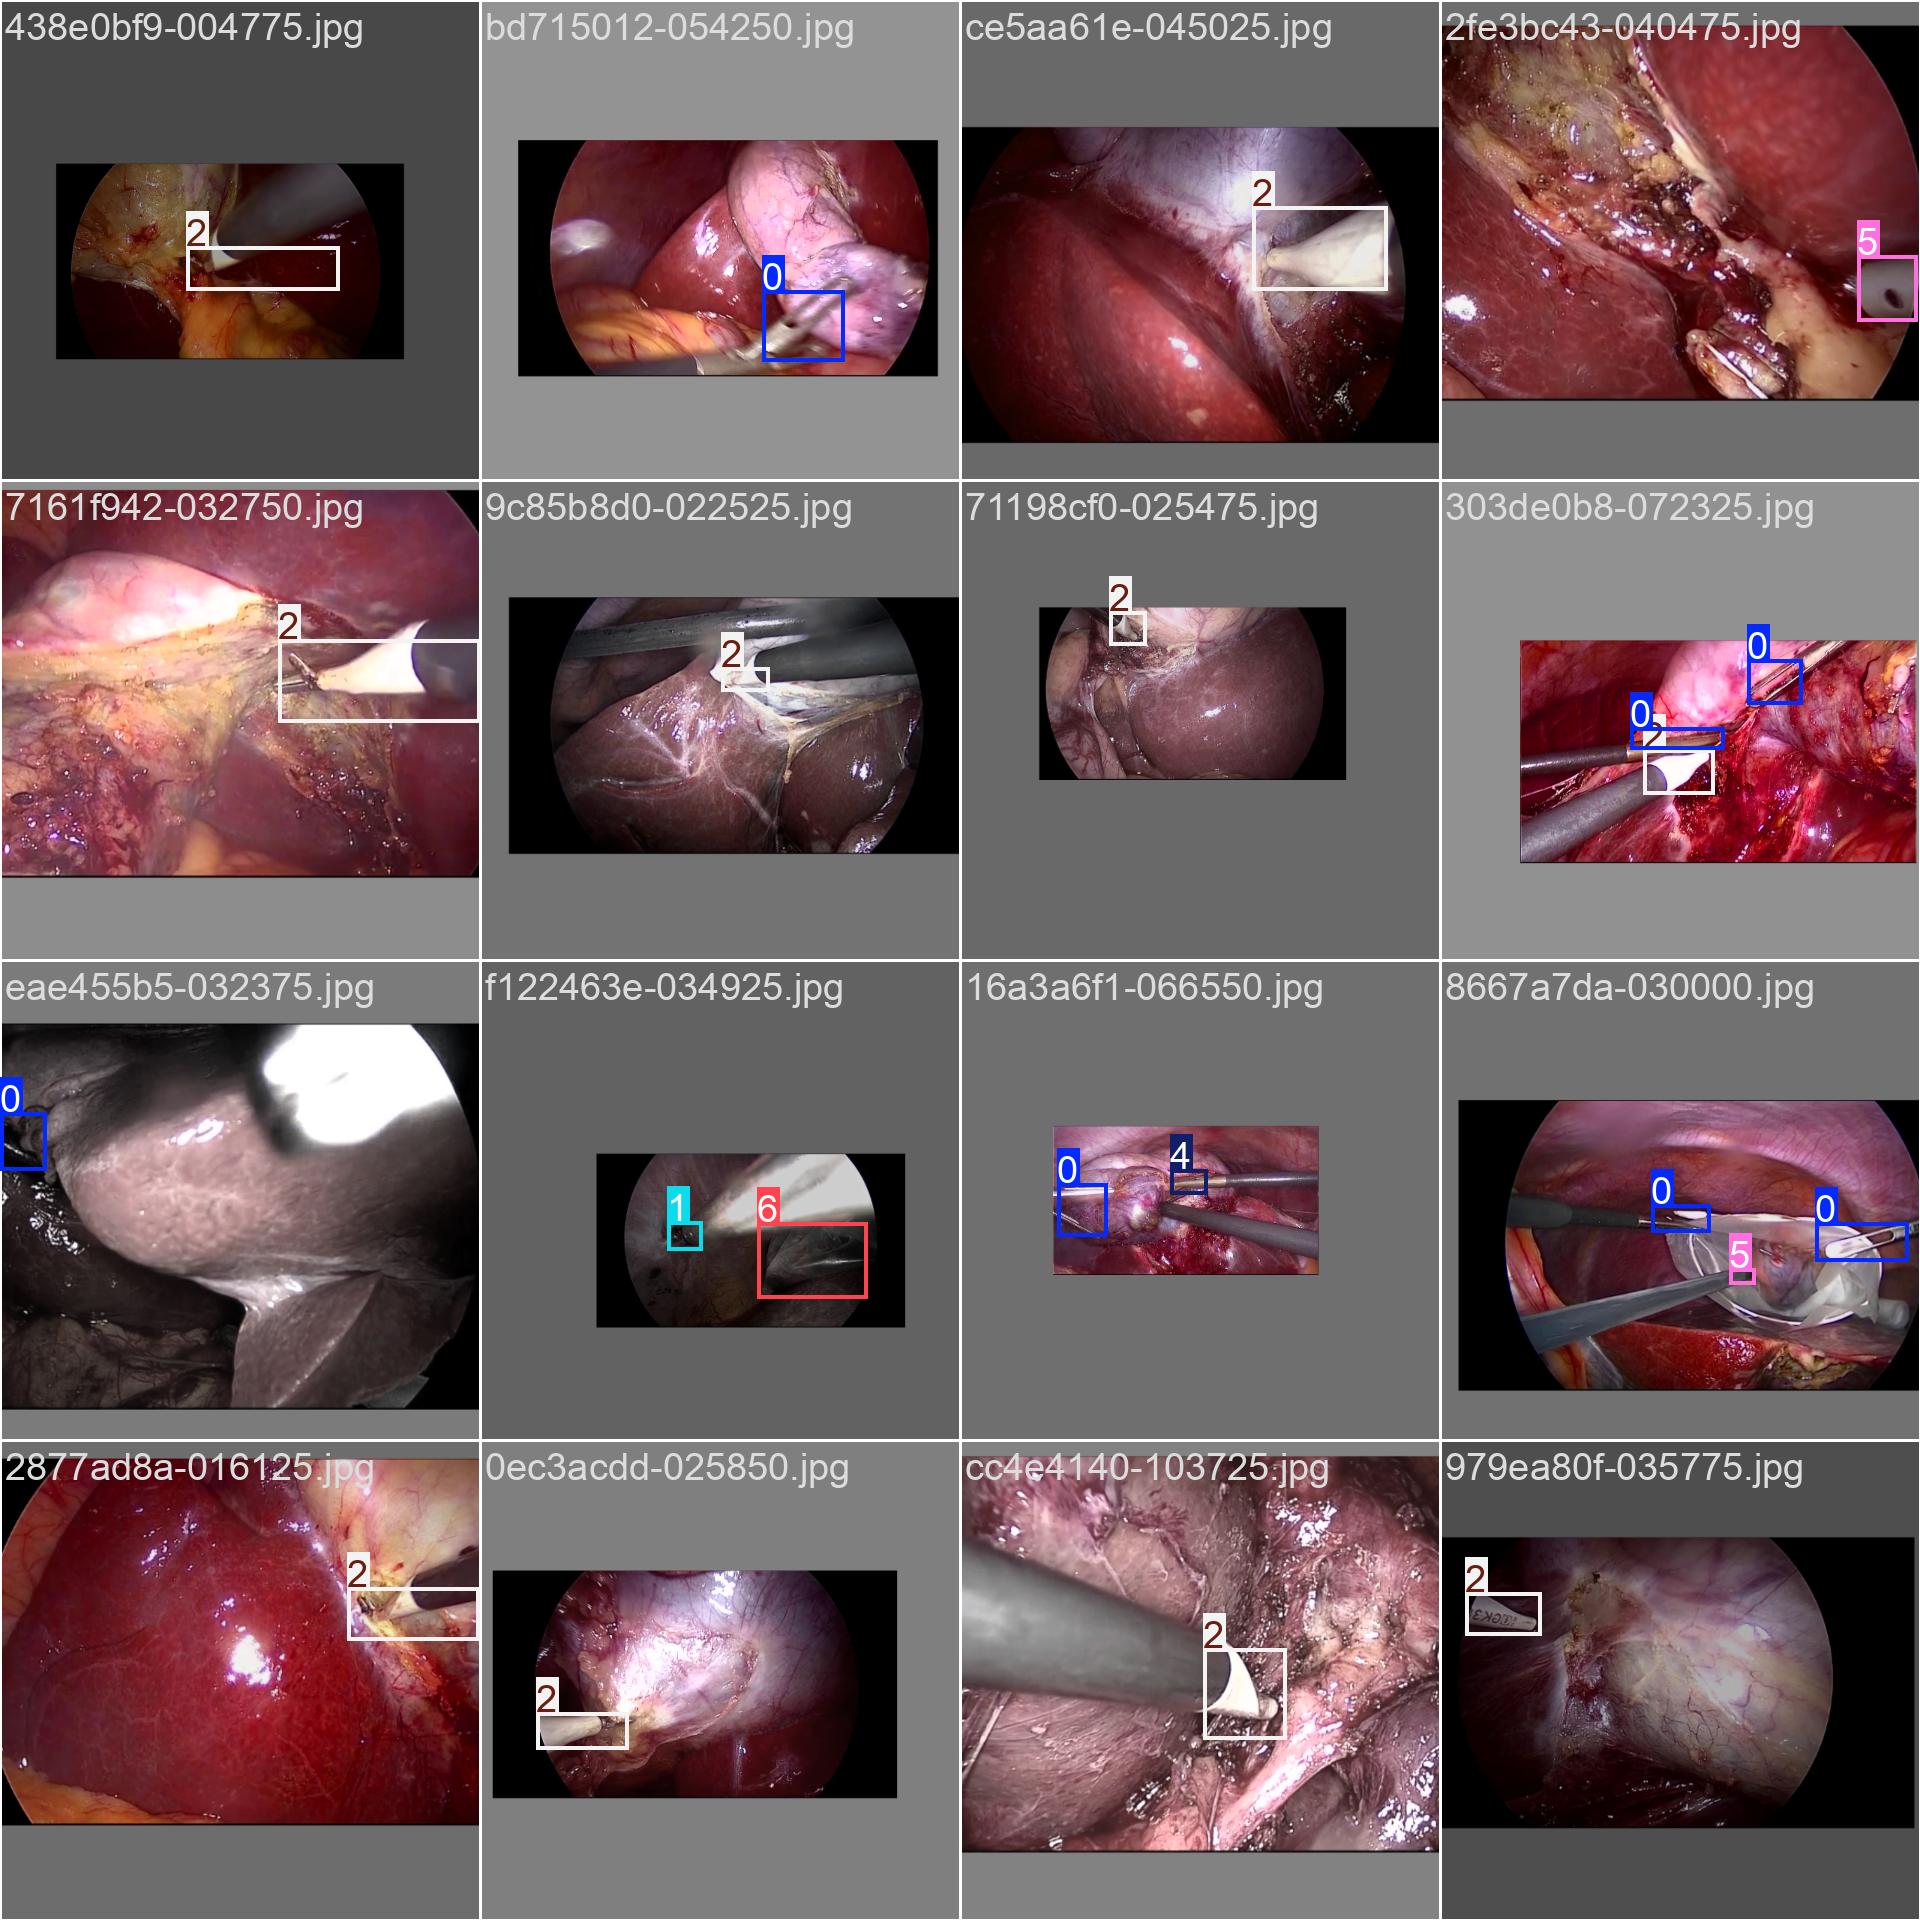 438e0bf9-004775.jpg
bd715012-054250.jpg
ce5aa61e-045025.jpg
2fe3bc43-040475.jpg
2
0
2
5
7161f942-032750.jpg
9c85b8d0-022525.jpg
71198cf0-025475.jpg
303de0b8-072325.jpg
2
2
2
0
0
2
eae455b5-032375.jpg
f122463e-034925.jpg
16a3a6f1-066550.jpg
8667a7da-030000.jpg
0
1
6
0
4
0
0
5
2877ad8a-016125.jpg
0ec3acdd-025850.jpg
cc4e4140-103725.jpg
979ea80f-035775.jpg
2
2
2
2